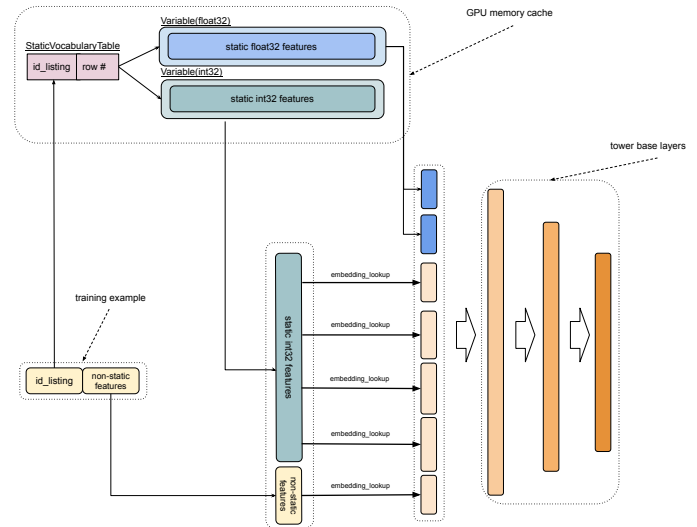 GPU memory cache
Variable(float32)
StaticVocabularyTable
static float32 features
id_listing
row #
Variable(int32)
static int32 features
tower base layers
embedding_lookup
training example
embedding_lookup
static int32 features
id_listing
non-static
features
embedding_lookup
embedding_lookup
non-static
features
embedding_lookup